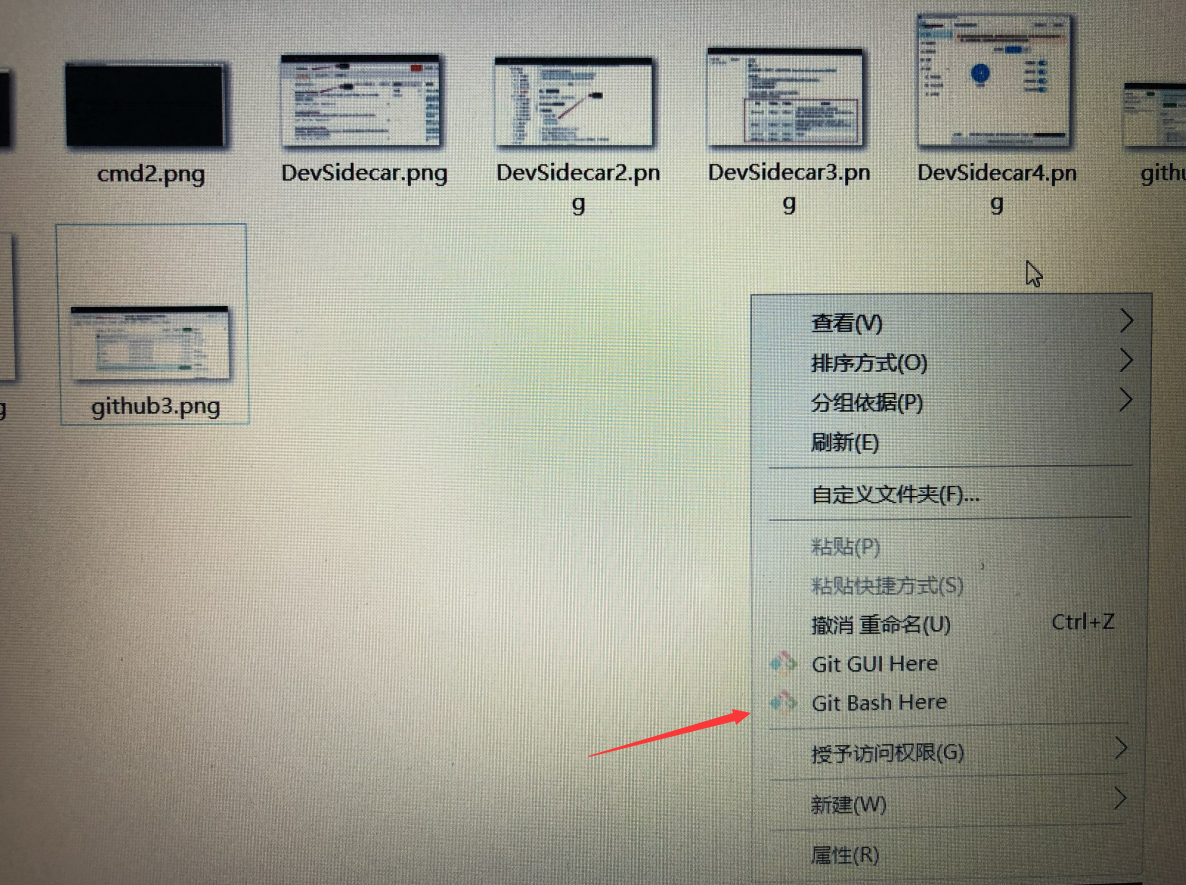 cmd2.png
DevSidecar.png
DevSidecar2.pn
g
DevSidecar3.pn
g
DevSidecar4.pn
g
githu
g
github3.png
查看(V)
排序方式(O)
分组依据(P)
刷新(E)
自定义文件夹(F)...
粘贴(P)
粘贴快捷方式(S)
撤消 重命名(U) Ctrl+Z
Git GUI Here
Git Bash Here
授予访问权限(G)
新建(W)
属性(R)